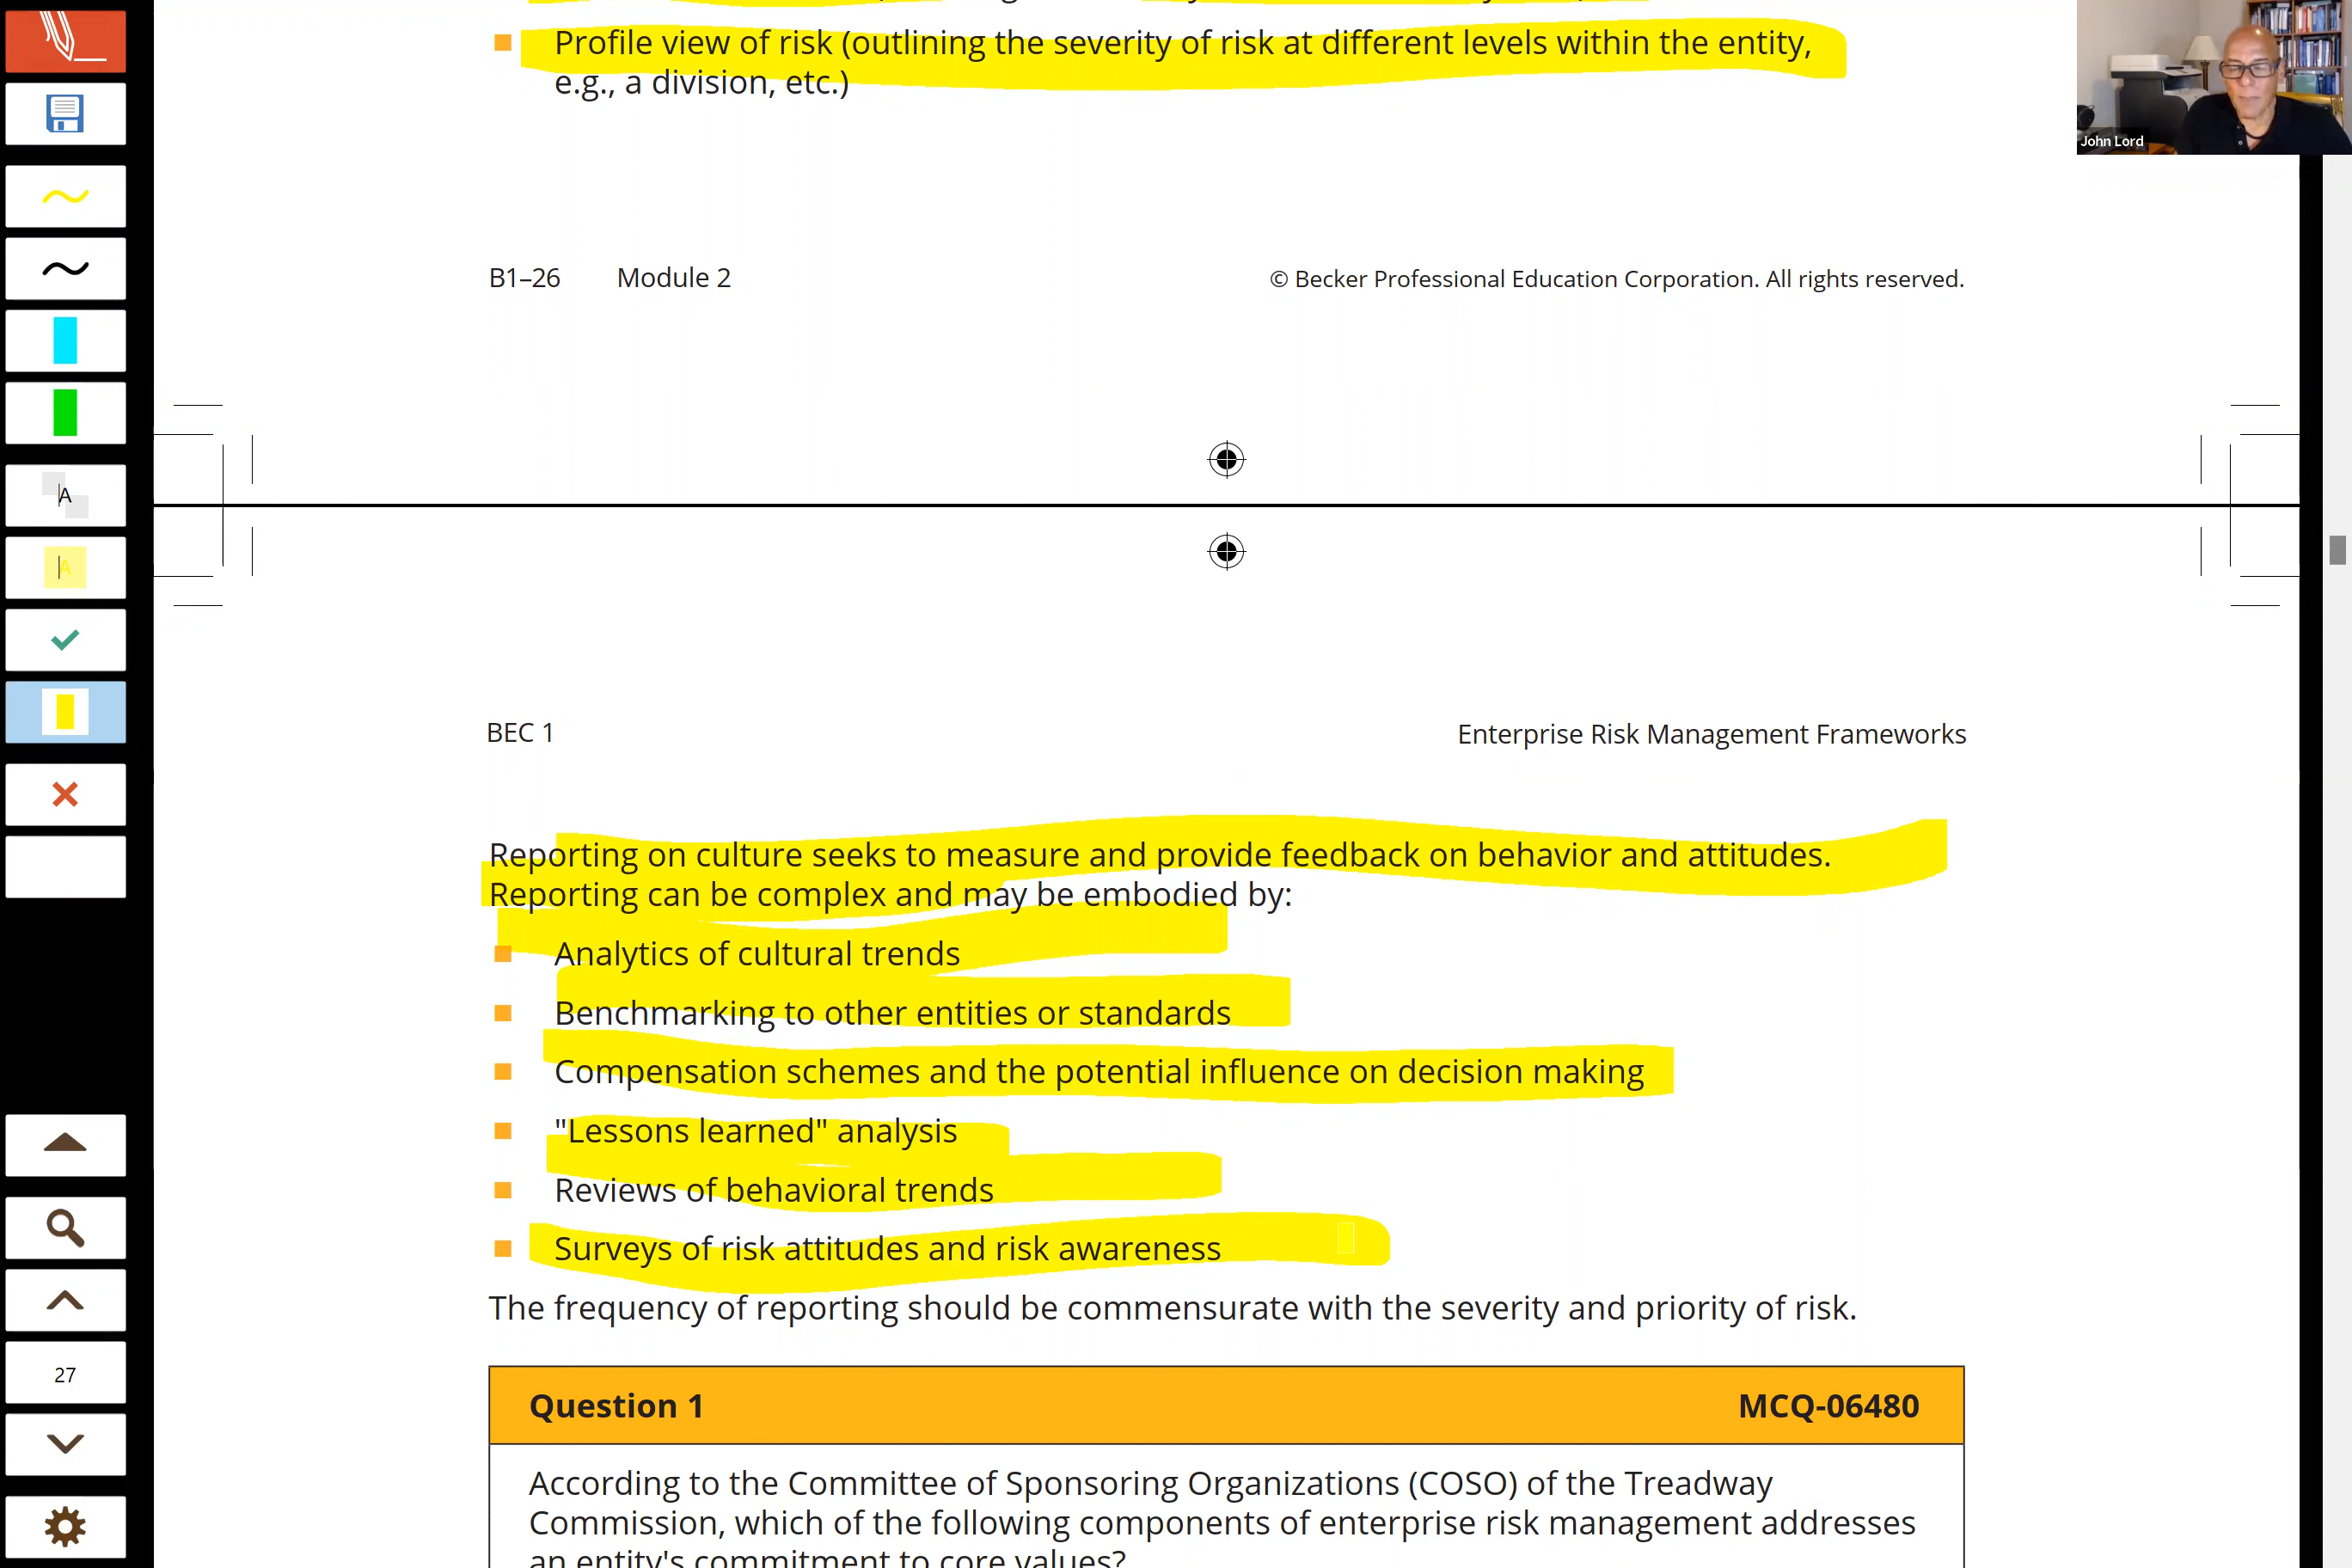 Profile view of risk (outlining the severity of risk at different levels within the entity,
e.g., a division, etc.)
John Lord
B1–26 Module 2 © Becker Professional Education Corporation. All rights reserved.
BEC 1 Enterprise Risk Management Frameworks
Reporting on culture seeks to measure and provide feedback on behavior and attitudes.
Reporting can be complex and may be embodied by:
Analytics of cultural trends
Benchmarking to other entities or standards
Compensation schemes and the potential influence on decision making
"Lessons learned" analysis
Reviews of behavioral trends
Surveys of risk attitudes and risk awareness
The frequency of reporting should be commensurate with the severity and priority of risk.
Question 1 MCQ-06480
According to the Committee of Sponsoring Organizations (COSO) of the Treadway
Commission, which of the following components of enterprise risk management addresses
an entity's commitment to core values?
A
A
27